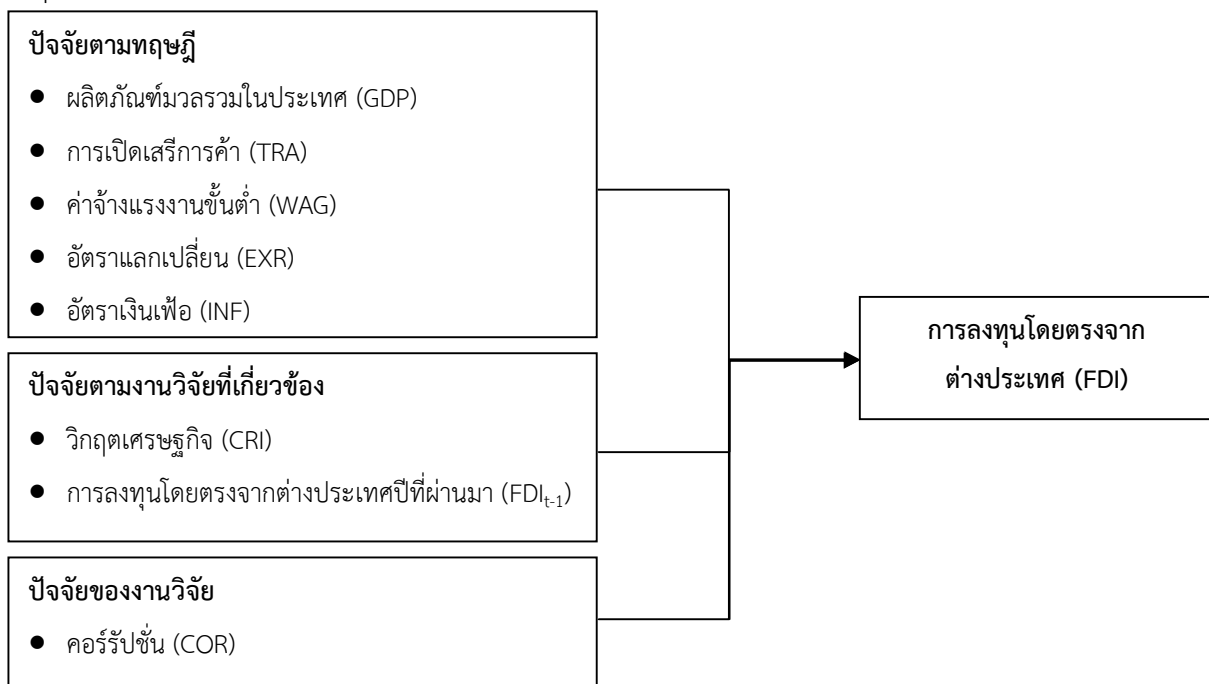 ปัจจัยตามทฤษฎี
● ผลิตภัณฑ์มวลรวมในประเทศ (GDP)
● การเปิดเสรีการค้า (TRA)
● ค่าจ้างแรงงานขั้นต่ำ (WAG)
● อัตราแลกเปลี่ยน (EXR)
● อัตราเงินเฟ้อ (INF)
ปัจจัยตามงานวิจัยที่เกี่ยวข้อง
● วิกฤตเศรษฐกิจ (CRI)
● การลงทุนโดยตรงจากต่างประเทศปีที่ผ่านมา (FDIt-1)
ปัจจัยของงานวิจัย
● คอร์รัปชั่น (COR)
การลงทุนโดยตรงจาก
ต่างประเทศ (FDI)